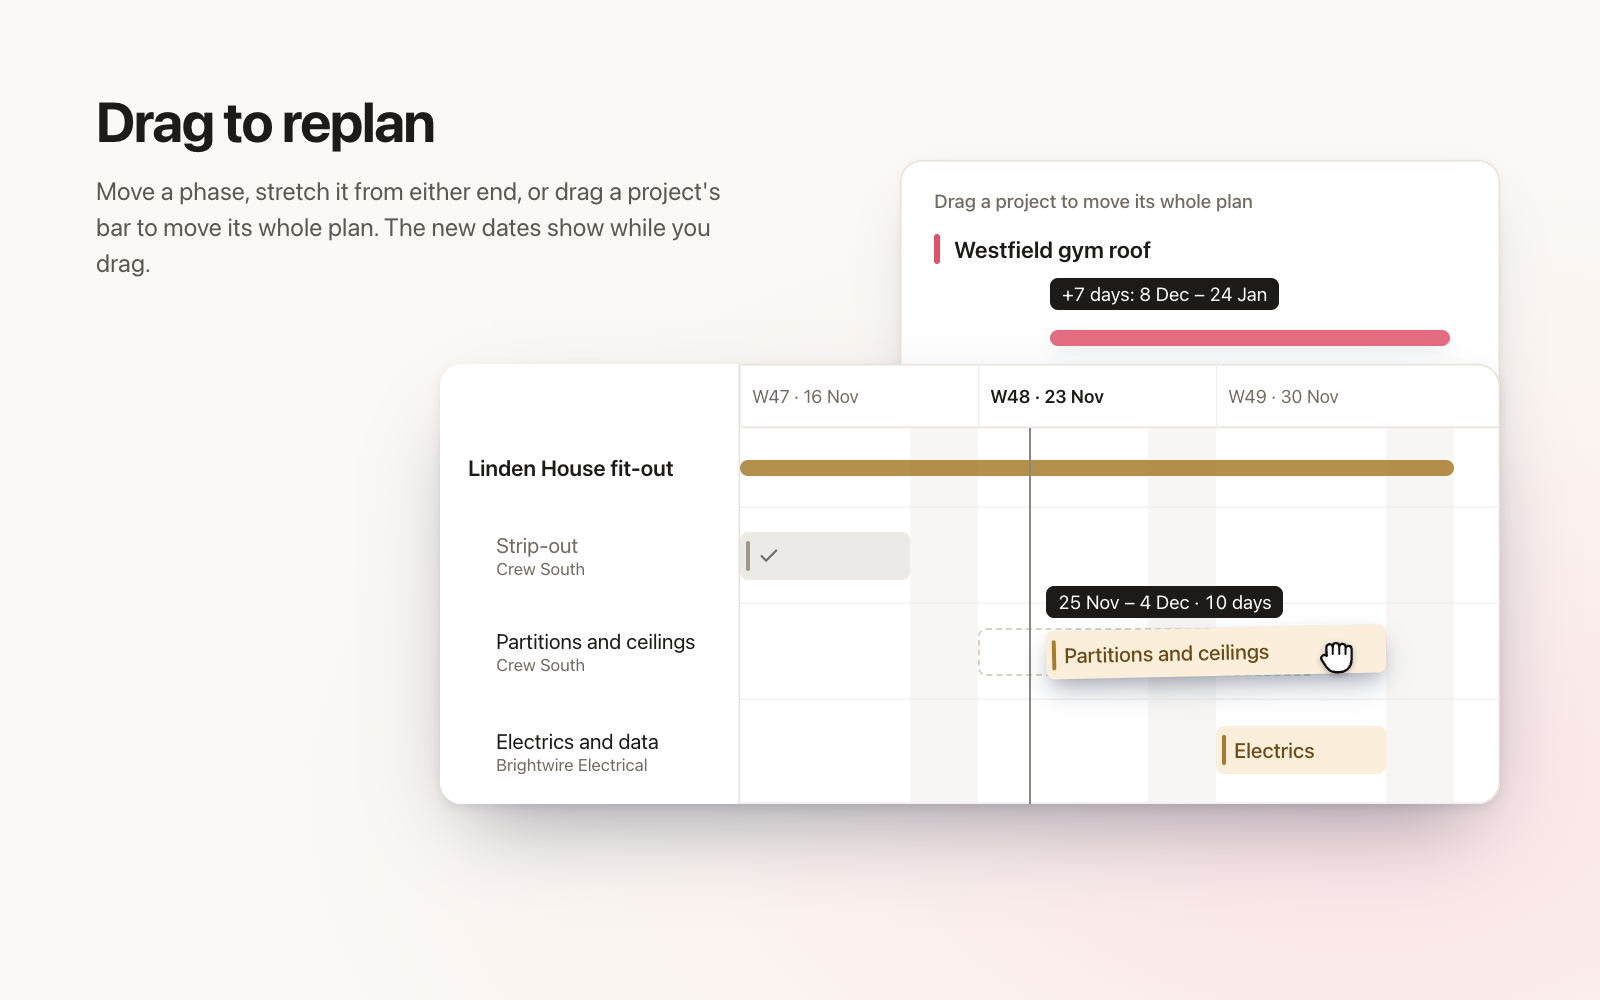 Drag to replan
Move a phase, stretch it from either end, or drag a project's
bar to move its whole plan. The new dates show while you
drag.
Drag a project to move its whole plan
Westfield gym roof
+7 days: 8 Dec – 24 Jan
W47 · 16 Nov
W48 · 23 Nov
W49 · 30 Nov
Linden House fit-out
Strip-out
Crew South
25 Nov – 4 Dec · 10 days
Partitions and ceilings
Crew South
Partitions and ceilings
Electrics and data
Brightwire Electrical
Electrics